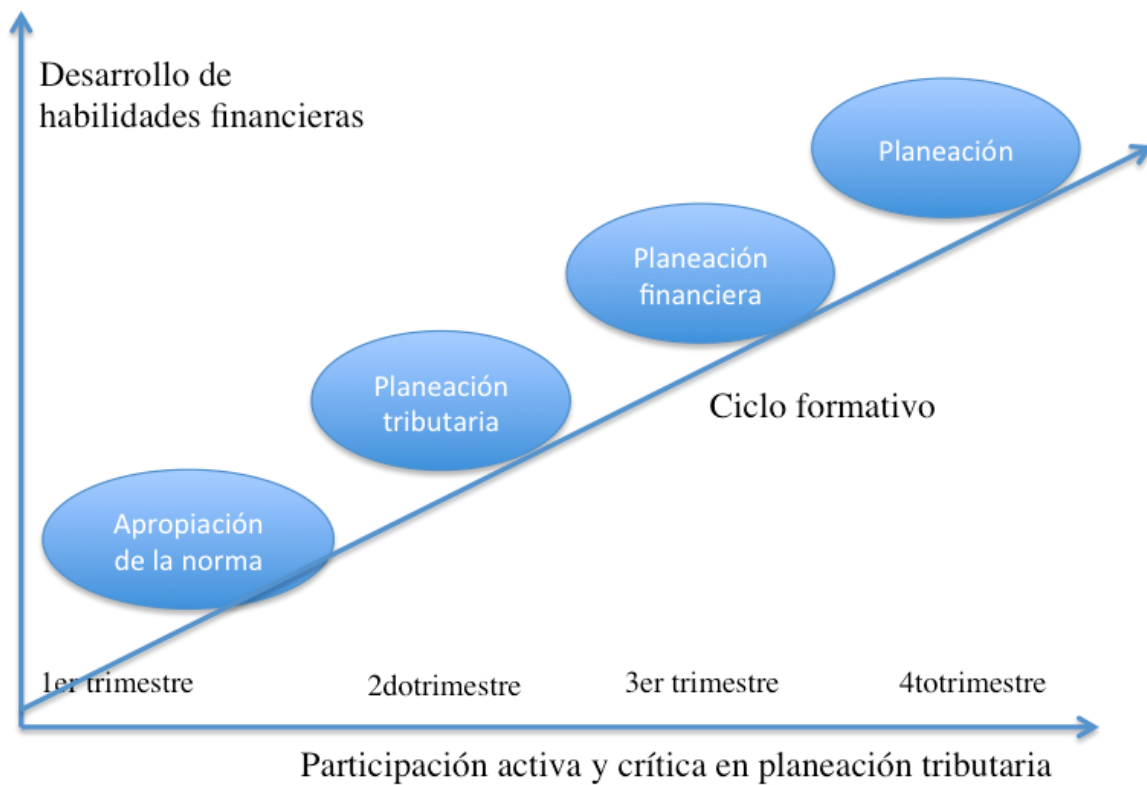 Desarrollo de
habilidades financieras
Planeación
Planeación
financiera
Planeación
tributaria
Ciclo formativo
Apropiación
de la norma
1er trimestre
2dotrimestre
3er trimestre
4totrimestre
Participación activa y crítica en planeación tributaria